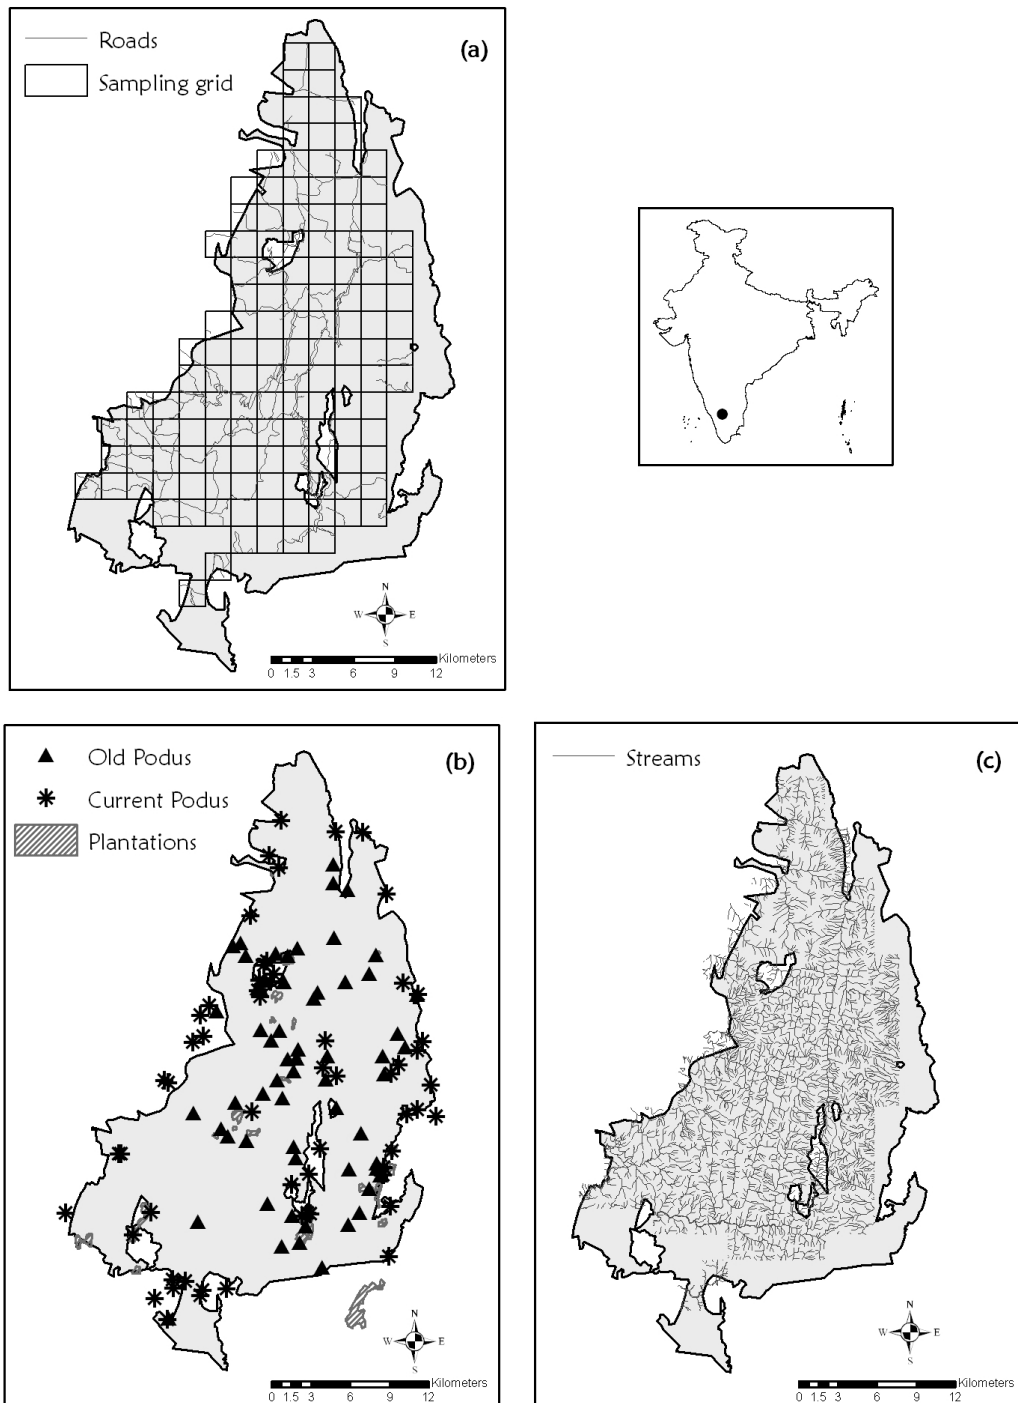 Roads
(a)
Sampling grid
N
W E
S
Kilometers
0 1.5 3 6 9 12
Old Podus
(b)
Current Podus
Plantations
N
W E
S
Kilometers
0 1.5 3 6 9 12
Streams
(c)
N
W E
S
Kilometers
0 1.5 3 6 9 12